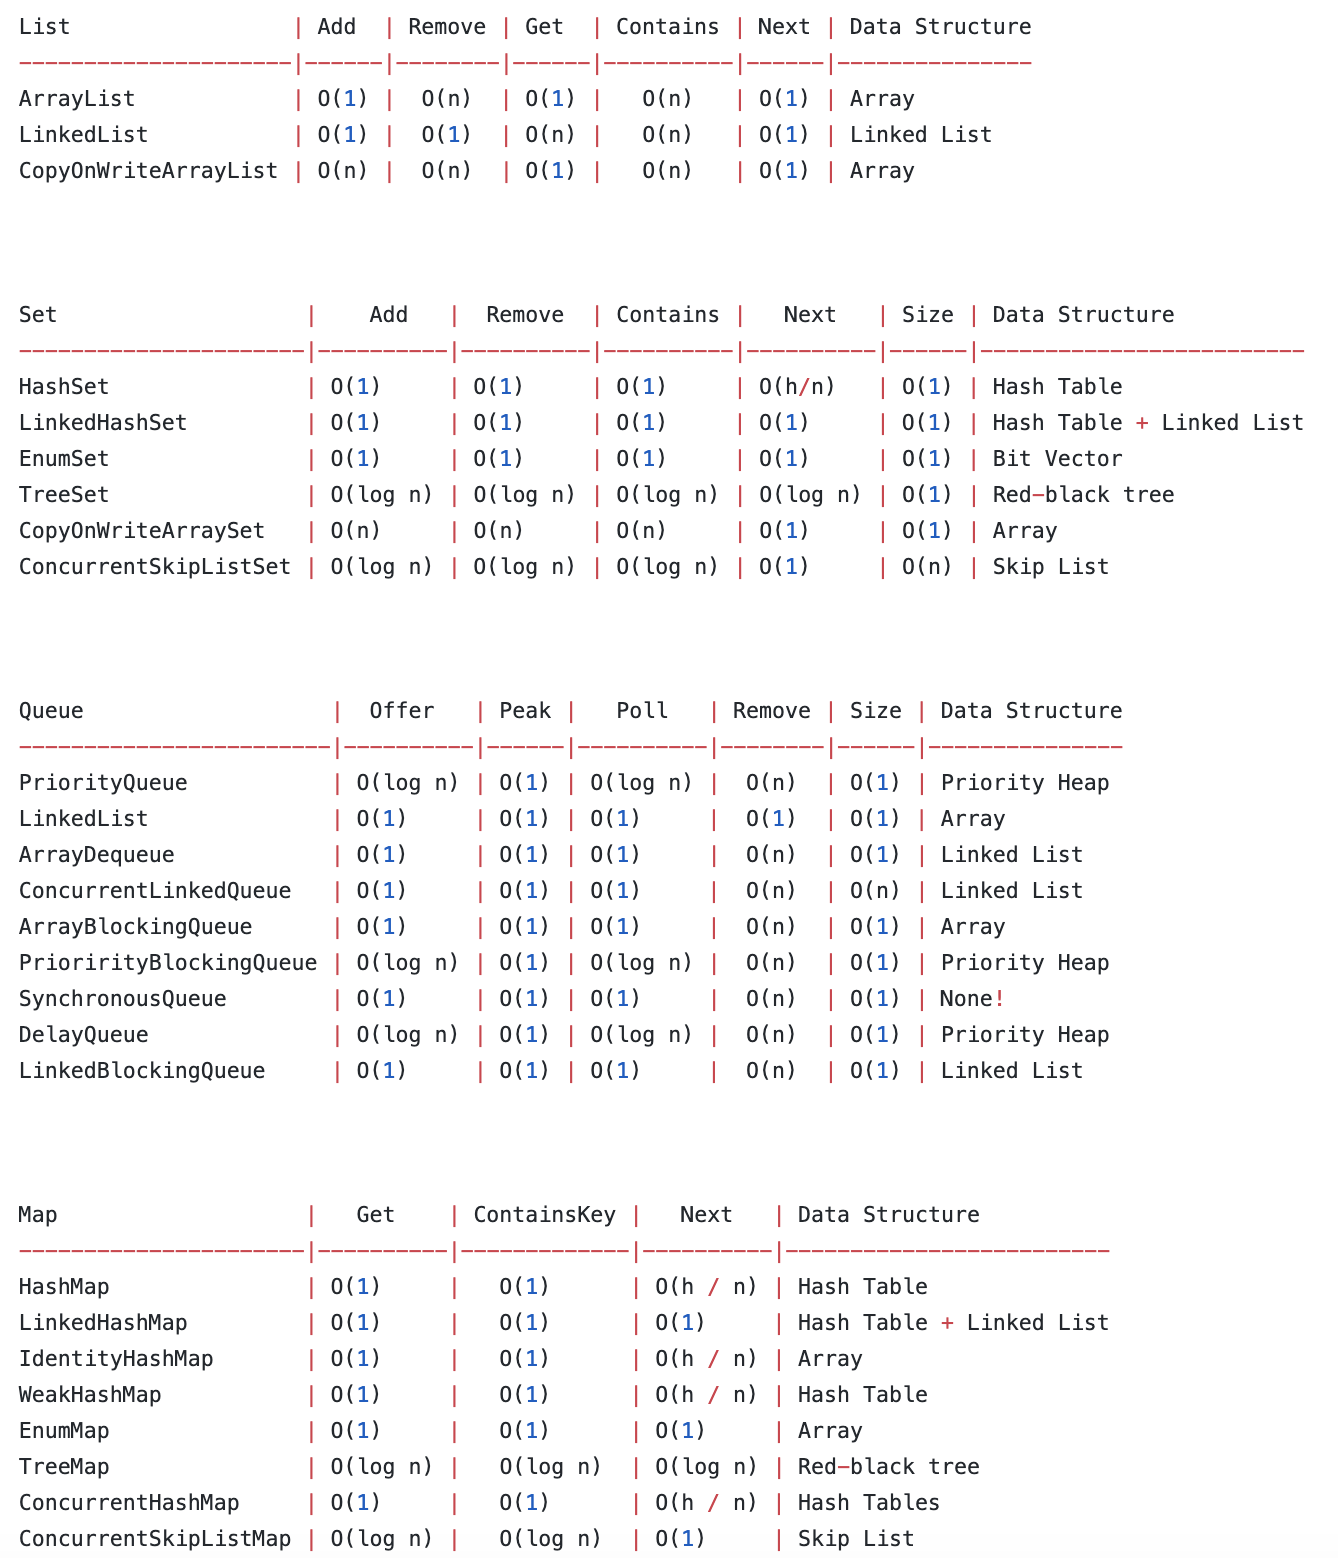 List                 | Add  | Remove | Get  | Contains | Next | Data Structure
---------------------|------|--------|------|----------|------|---------------
ArrayList            | O(1) |  O(n)  | O(1) |   O(n)   | O(1) | Array
LinkedList           | O(1) |  O(1)  | O(n) |   O(n)   | O(1) | Linked List
CopyOnWriteArrayList | O(n) |  O(n)  | O(1) |   O(n)   | O(1) | Array
Set                   |    Add   |  Remove  | Contains |   Next   | Size | Data Structure
----------------------|----------|----------|----------|----------|------|-------------------------
HashSet               | O(1)     | O(1)     | O(1)     | O(h/n)   | O(1) | Hash Table
LinkedHashSet         | O(1)     | O(1)     | O(1)     | O(1)     | O(1) | Hash Table + Linked List
EnumSet               | O(1)     | O(1)     | O(1)     | O(1)     | O(1) | Bit Vector
TreeSet               | O(log n) | O(log n) | O(log n) | O(log n) | O(1) | Red-black tree
CopyOnWriteArraySet   | O(n)     | O(n)     | O(n)     | O(1)     | O(1) | Array
ConcurrentSkipListSet | O(log n) | O(log n) | O(log n) | O(1)     | O(n) | Skip List
Queue                   |  Offer   | Peak |   Poll   | Remove | Size | Data Structure
------------------------|----------|------|----------|--------|------|---------------
PriorityQueue           | O(log n) | O(1) | O(log n) |  O(n)  | O(1) | Priority Heap
LinkedList              | O(1)     | O(1) | O(1)     |  O(1)  | O(1) | Array
ArrayDequeue            | O(1)     | O(1) | O(1)     |  O(n)  | O(1) | Linked List
ConcurrentLinkedQueue   | O(1)     | O(1) | O(1)     |  O(n)  | O(n) | Linked List
ArrayBlockingQueue      | O(1)     | O(1) | O(1)     |  O(n)  | O(1) | Array
PriorirityBlockingQueue | O(log n) | O(1) | O(log n) |  O(n)  | O(1) | Priority Heap
SynchronousQueue        | O(1)     | O(1) | O(1)     |  O(n)  | O(1) | None!
DelayQueue              | O(log n) | O(1) | O(log n) |  O(n)  | O(1) | Priority Heap
LinkedBlockingQueue     | O(1)     | O(1) | O(1)     |  O(n)  | O(1) | Linked List
Map                   |   Get    | ContainsKey |   Next   | Data Structure
----------------------|----------|-------------|----------|-------------------------
HashMap               | O(1)     |   O(1)      | O(h / n) | Hash Table
LinkedHashMap         | O(1)     |   O(1)      | O(1)     | Hash Table + Linked List
IdentityHashMap       | O(1)     |   O(1)      | O(h / n) | Array
WeakHashMap           | O(1)     |   O(1)      | O(h / n) | Hash Table
EnumMap               | O(1)     |   O(1)      | O(1)     | Array
TreeMap               | O(log n) |   O(log n)  | O(log n) | Red-black tree
ConcurrentHashMap     | O(1)     |   O(1)      | O(h / n) | Hash Tables
ConcurrentSkipListMap | O(log n) |   O(log n)  | O(1)     | Skip List